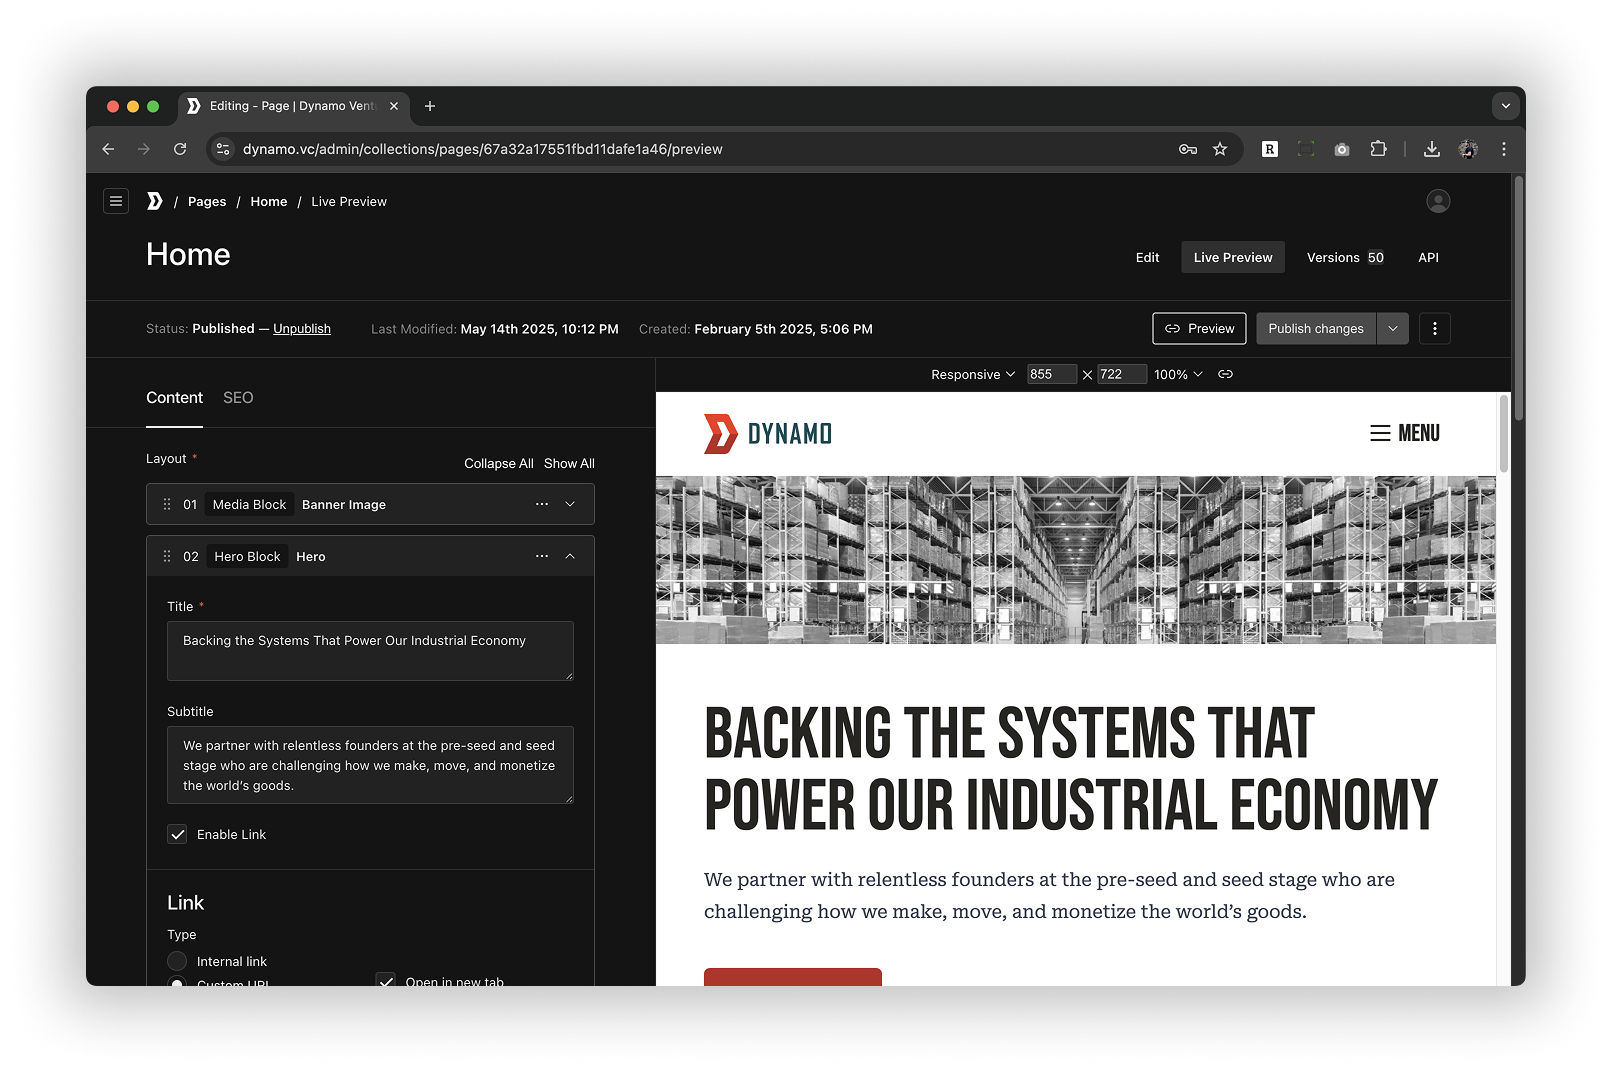 Editing - Page | Dynamo Vent
dynamo.vc/admin/collections/pages/67a32a17551fbd11dafe1a46/preview
R
/ Pages / Home / Live Preview
Home
Edit Live Preview Versions 50 API
Status: Published — Unpublish Last Modified: May 14th 2025, 10:12 PM Created: February 5th 2025, 5:06 PM
Preview Publish changes
Responsive 855 × 722 100%
Content SEO
Layout *
Collapse All Show All
01 Media Block Banner Image
02 Hero Block Hero
Title *
Backing the Systems That Power Our Industrial Economy
Subtitle
We partner with relentless founders at the pre-seed and seed
stage who are challenging how we make, move, and monetize
the world’s goods.
Enable Link
Link
Type
Internal link
Custom URL Open in new tab
DYNAMO
MENU
BACKING THE SYSTEMS THAT
POWER OUR INDUSTRIAL ECONOMY
We partner with relentless founders at the pre-seed and seed stage who are
challenging how we make, move, and monetize the world’s goods.